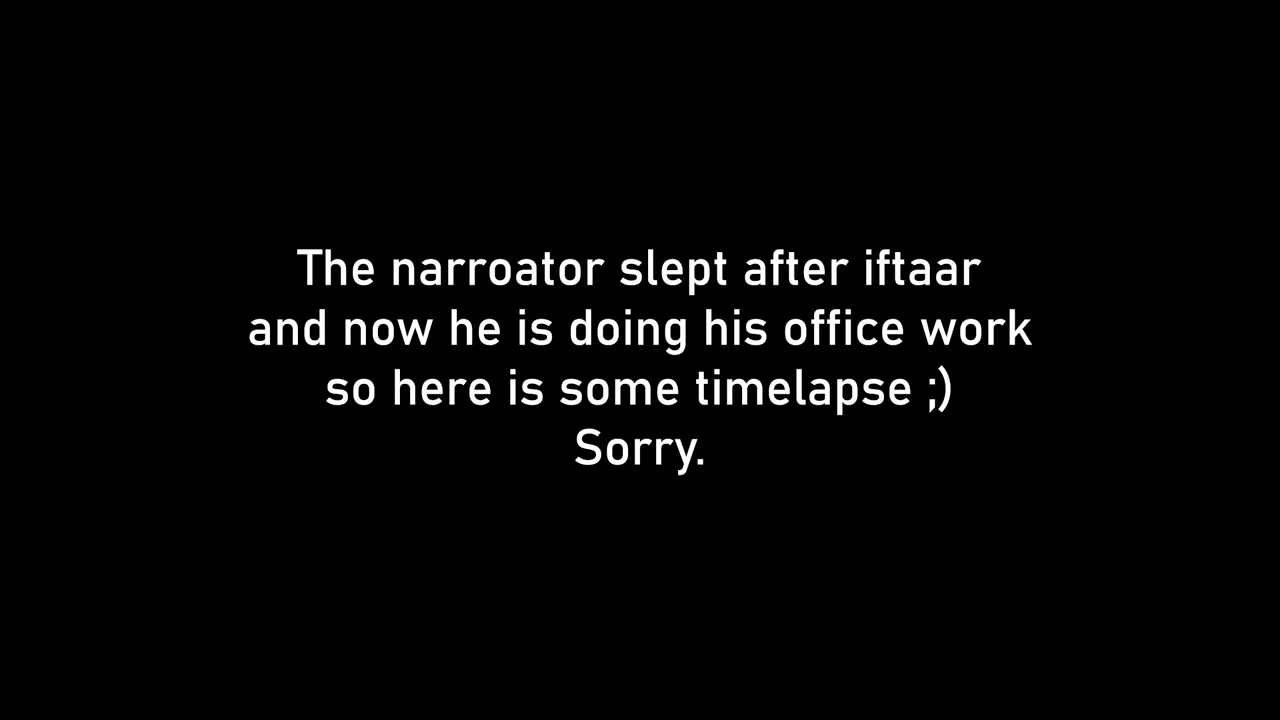 The narroator slept after iftaar
and now he is doing his office work
so here is some timelapse ;)
Sorry.